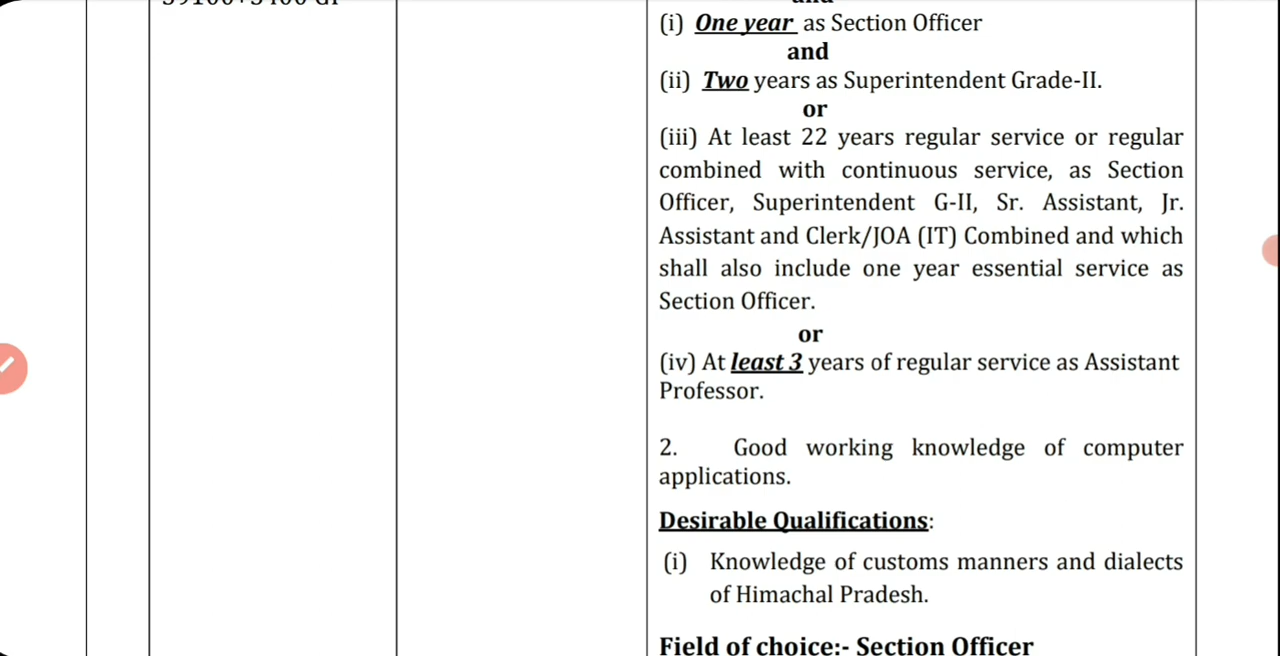 and
(i) One year as Section Officer
and
(ii) Two years as Superintendent Grade-II.
or
(iii) At least 22 years regular service or regular
combined with continuous service, as Section
Officer, Superintendent G-II, Sr. Assistant, Jr.
Assistant and Clerk/JOA (IT) Combined and which
shall also include one year essential service as
Section Officer.
or
(iv) At least 3 years of regular service as Assistant
Professor.
2. Good working knowledge of computer
applications.
Desirable Qualifications:
(i) Knowledge of customs manners and dialects
of Himachal Pradesh.
Field of choice:- Section Officer